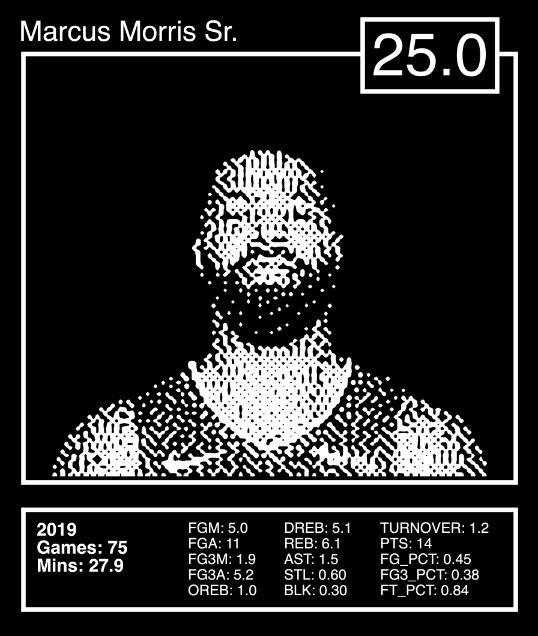 Marcus Morris Sr.
25.0
2019
Games: 75
Mins: 27.9
FGM: 5.0
FGA: 11
FG3M: 1.9
FG3A: 5.2
OREB: 1.0
DREB: 5.1
REB: 6.1
AST: 1.5
STL: 0.60
BLK: 0.30
TURNOVER: 1.2
PTS: 14
FG_PCT: 0.45
FG3_PCT: 0.38
FT_PCT: 0.84